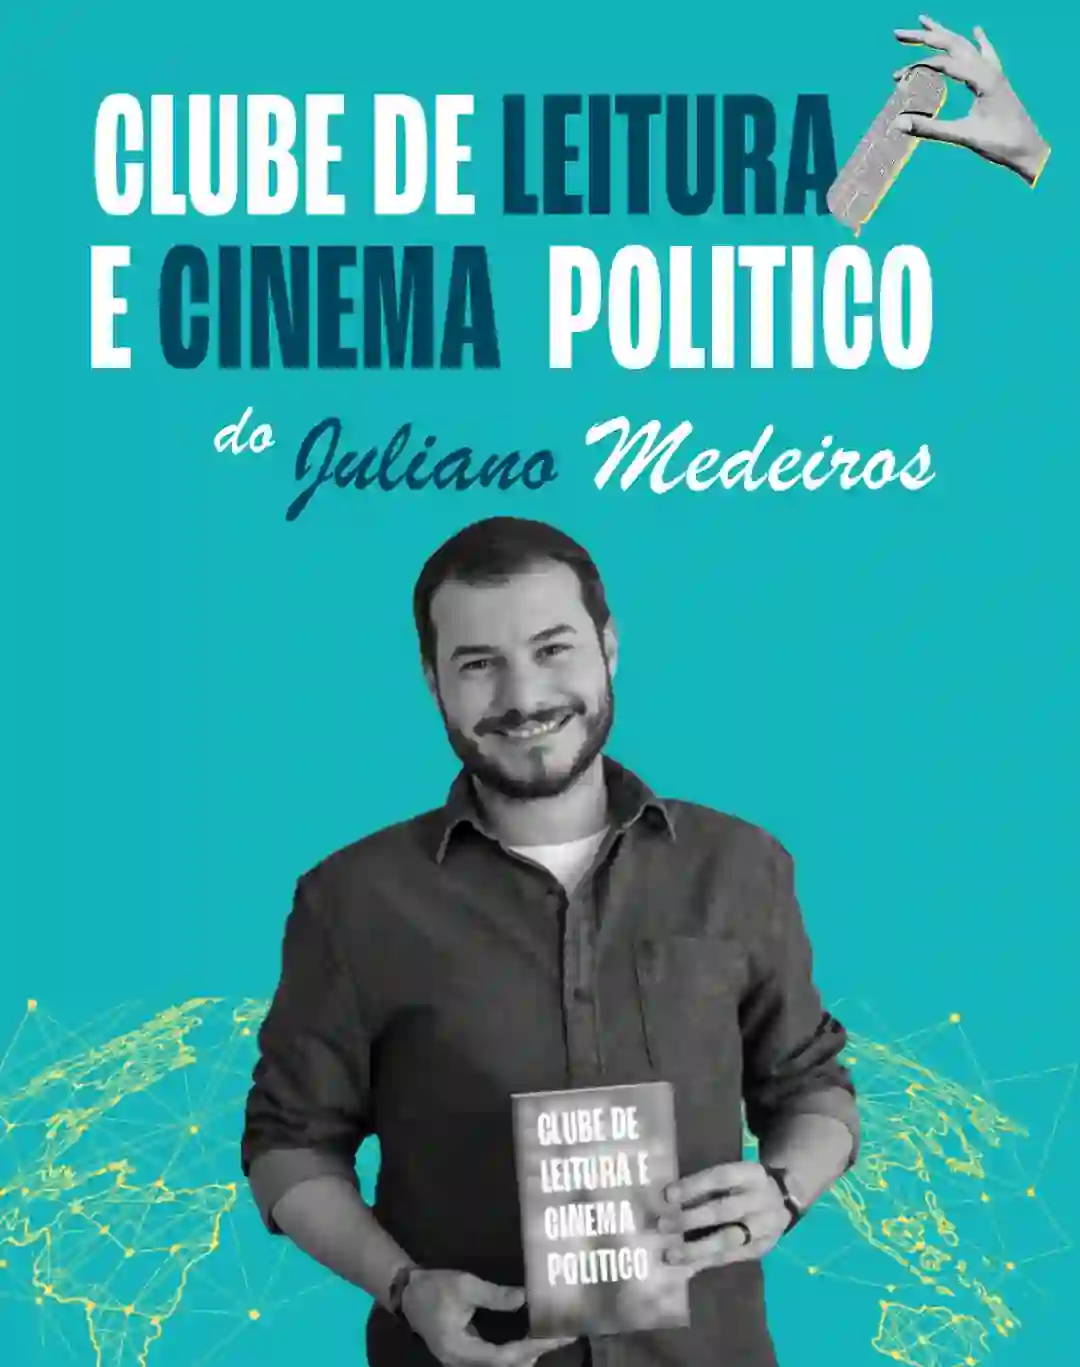 CLUBE DE LEITURA
E CINEMA POLITICO
do Juliano Medeiros
CLUBE DE
LEITURA E
CINEMA
POLITICO